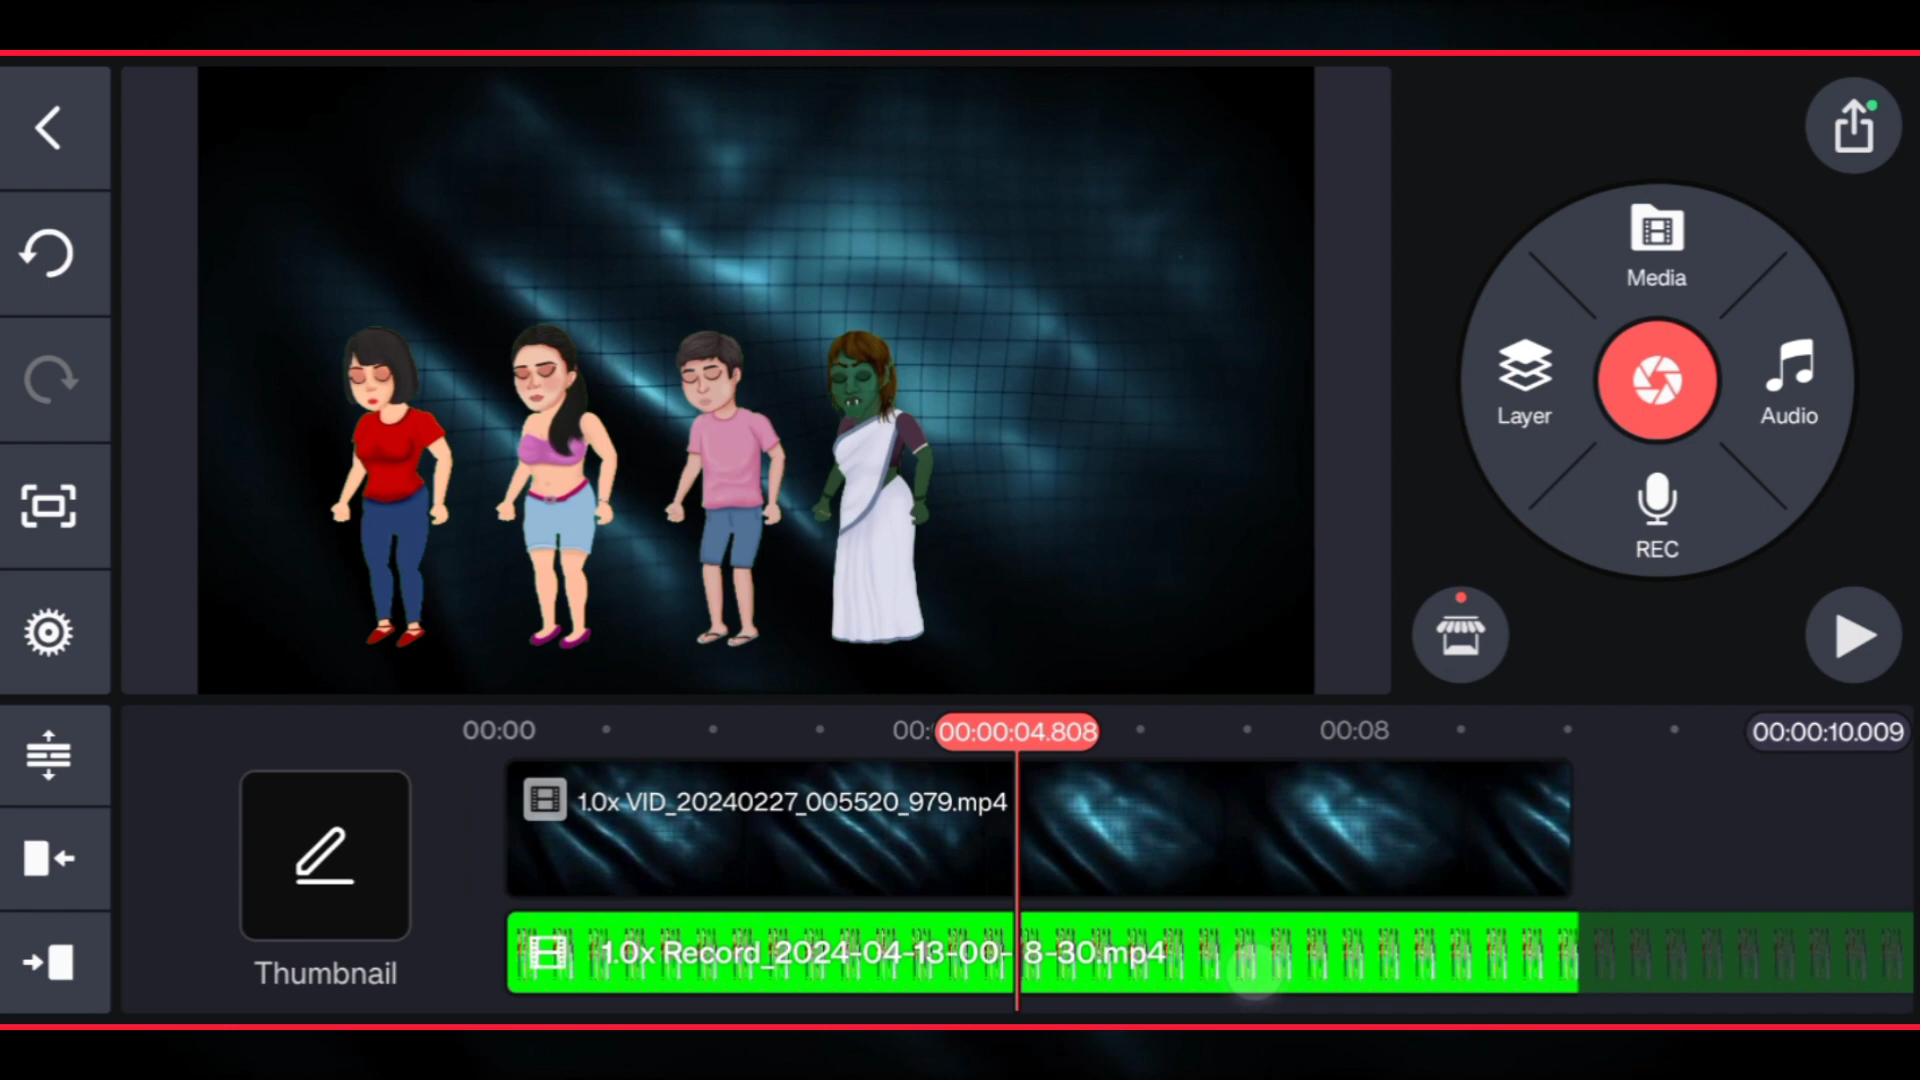 Media
Layer
Audio
REC
00:00
00:
00:00:04.808
00:08
00:00:10.009
1.0x VID_20240227_005520_979.mp4
1.0x Record_2024-04-13-00- 8-30.mp4
Thumbnail